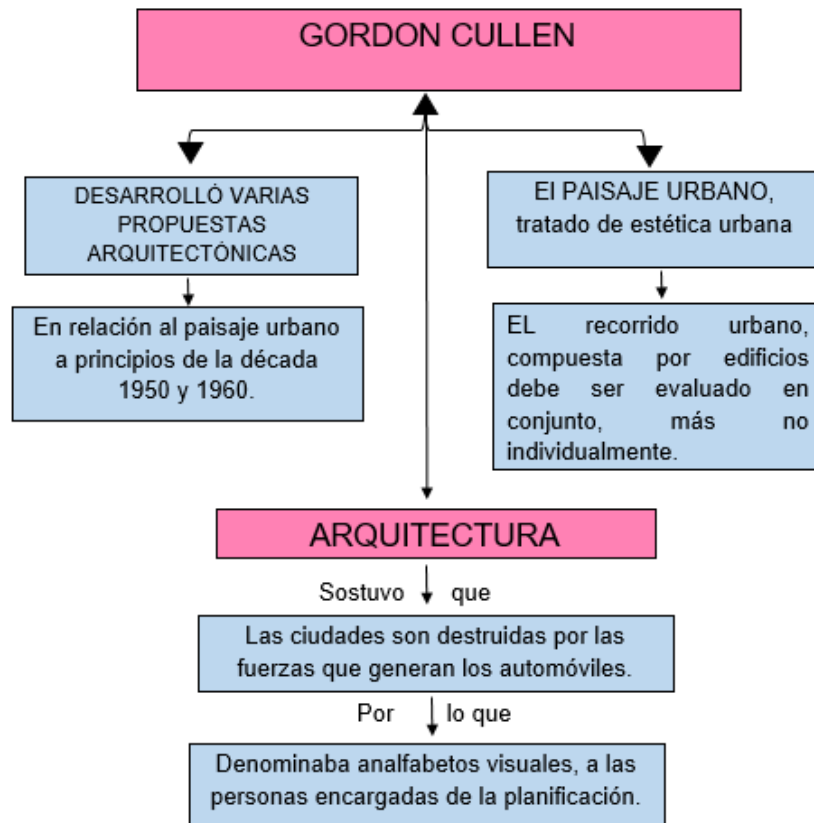 GORDON CULLEN
DESARROLLÓ VARIAS
PROPUESTAS
ARQUITECTÓNICAS
El PAISAJE URBANO,
tratado de estética urbana
En relación al paisaje urbano
a principios de la década
1950 y 1960.
EL recorrido urbano,
compuesta por edificios
debe ser evaluado en
conjunto, más no
individualmente.
ARQUITECTURA
Sostuvo que
Las ciudades son destruidas por las
fuerzas que generan los automóviles.
Por lo que
Denominaba analfabetos visuales, a las
personas encargadas de la planificación.